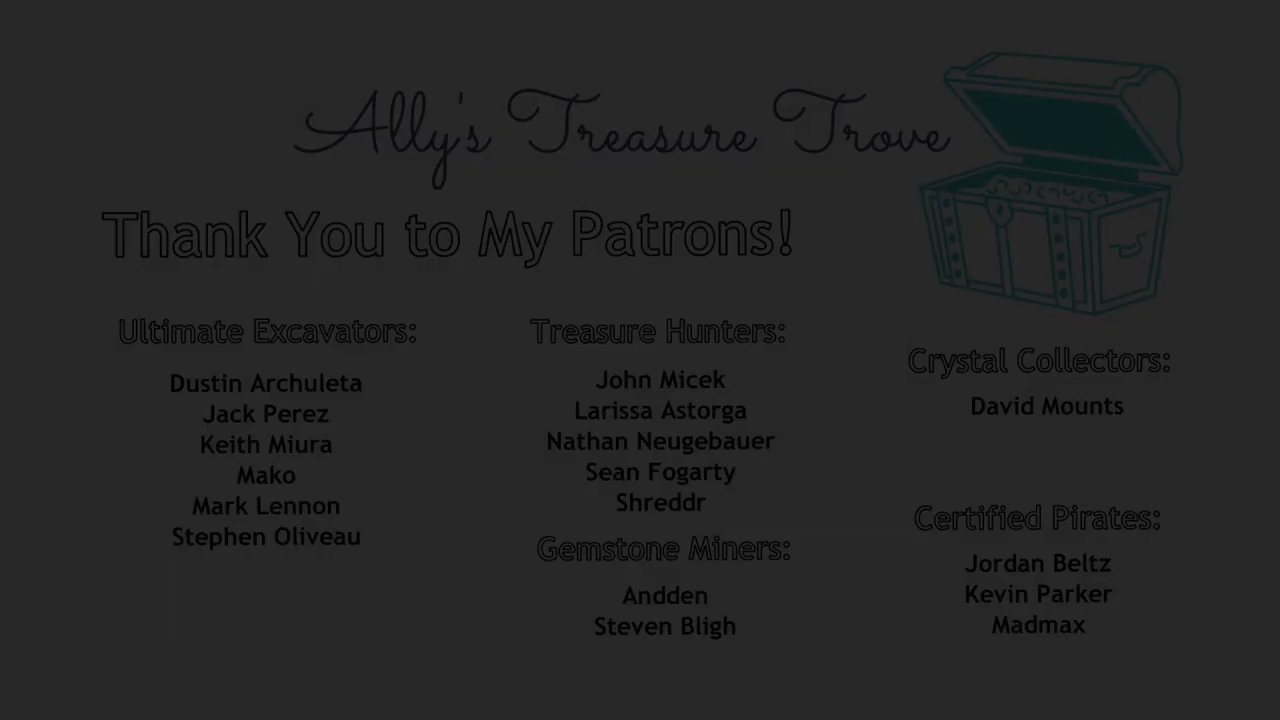 Ally's Treasure Trove
Thank You to My Patrons!
Ultimate Excavators:
Dustin Archuleta
Jack Perez
Keith Miura
Mako
Mark Lennon
Stephen Oliveau
Treasure Hunters:
John Micek
Larissa Astorga
Nathan Neugebauer
Sean Fogarty
Shreddr
Gemstone Miners:
Andden
Steven Bligh
Crystal Collectors:
David Mounts
Certified Pirates:
Jordan Beltz
Kevin Parker
Madmax